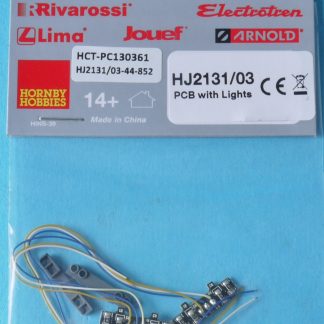 Rivarossi Electrotren
Lima Jouef ARNOLD®
HCT-PC130361
HJ2131/03-44-852
HJ2131/03
PCB with Lights
CE
HORNBY
HOBBIES
14+
Made in China